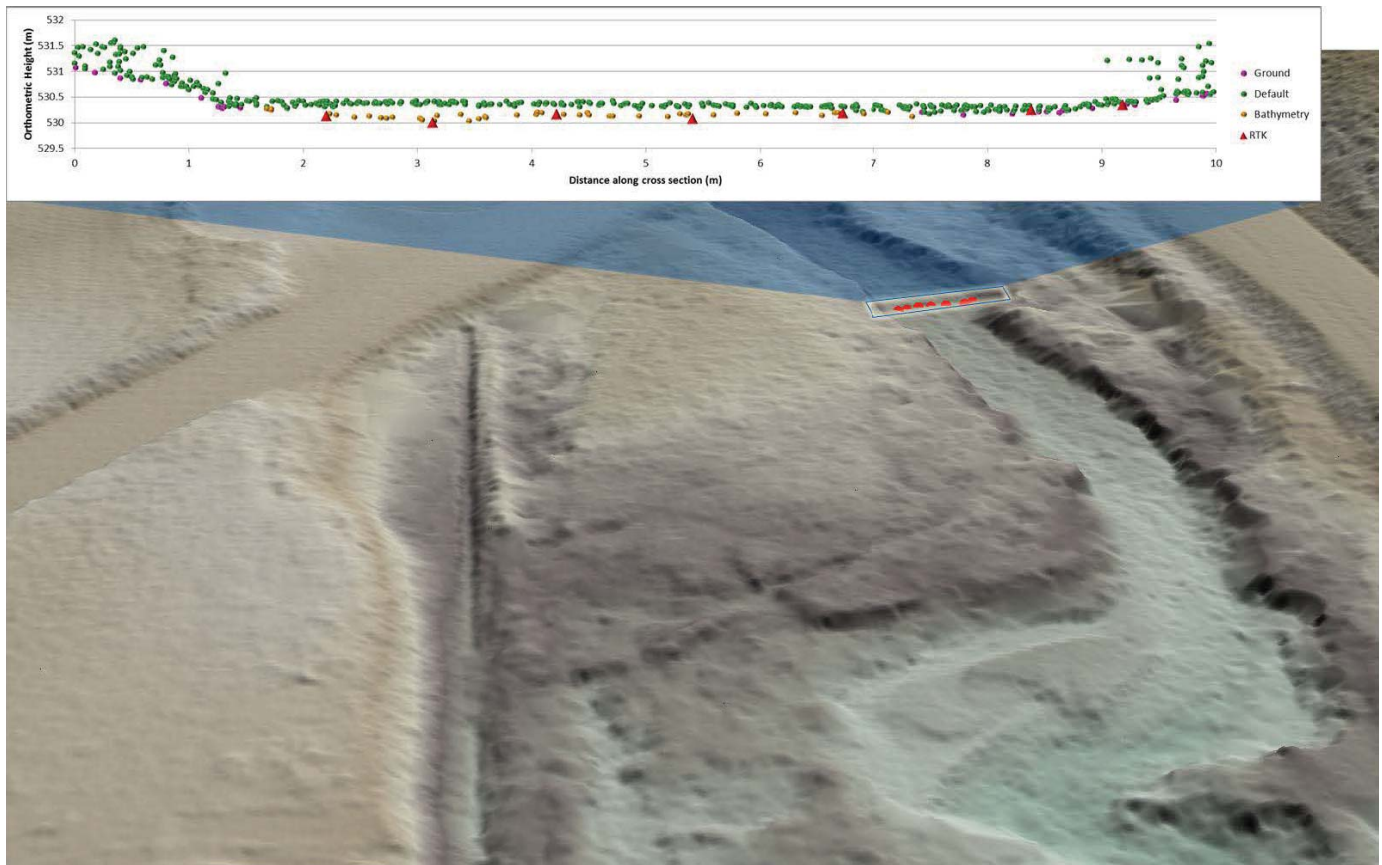 532
531.5
531
530.5
530
529.5
Orthometric Height (m)
0 1 2 3 4 5 6 7 8 9 10
Distance along cross section (m)
Ground
Default
Bathymetry
RTK